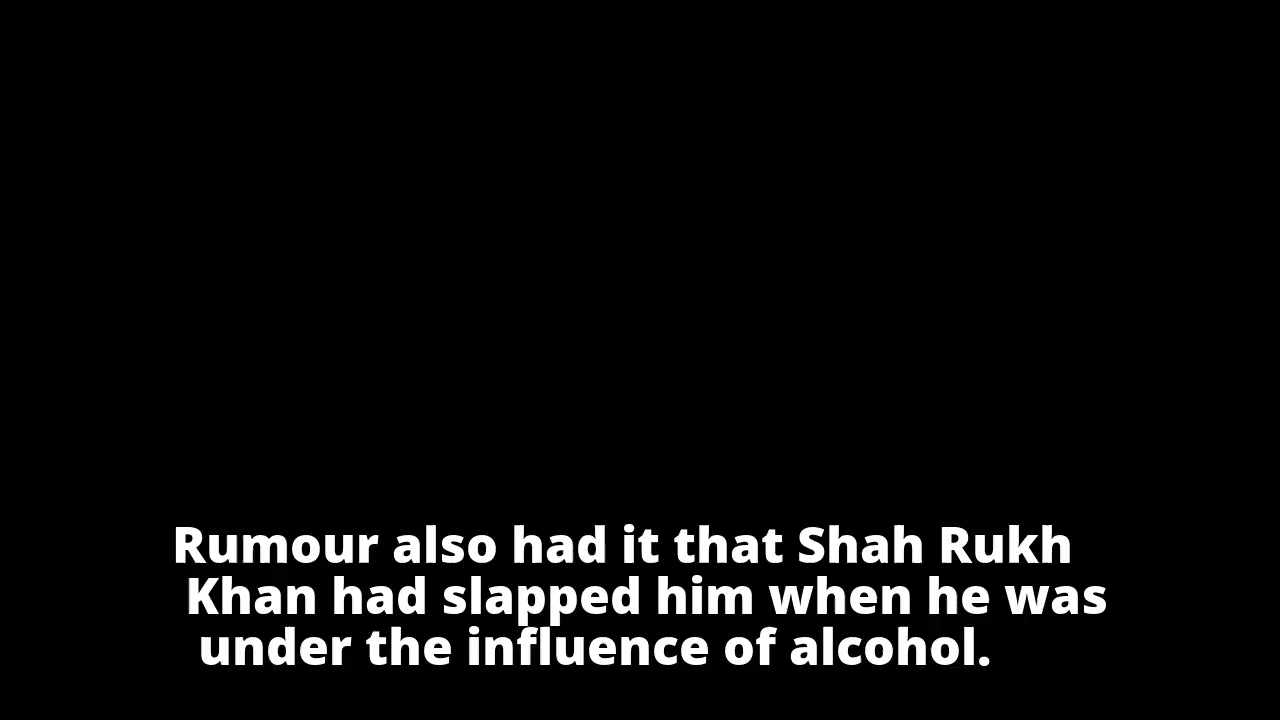 Rumour also had it that Shah Rukh
Khan had slapped him when he was
under the influence of alcohol.